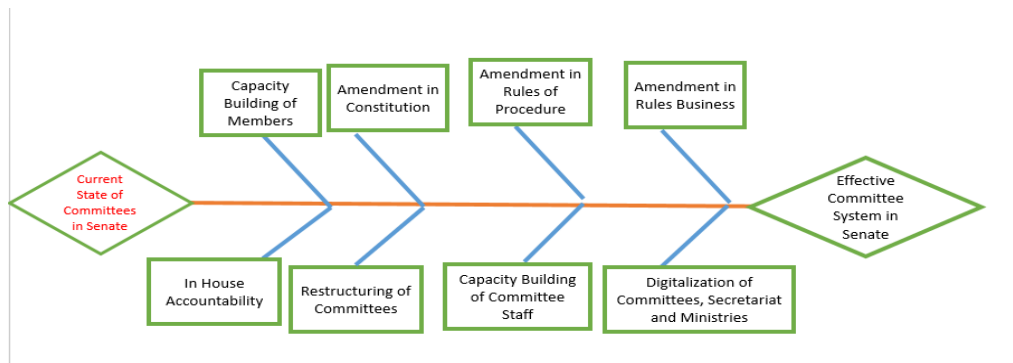 Capacity
Building of
Members
Amendment in
Constitution
Amendment in
Rules of
Procedure
Amendment in
Rules Business
Current
State of
Committees
in Senate
Effective
Committee
System in
Senate
In House
Accountability
Restructuring of
Committees
Capacity Building
of Committee
Staff
Digitalization of
Committees, Secretariat
and Ministries